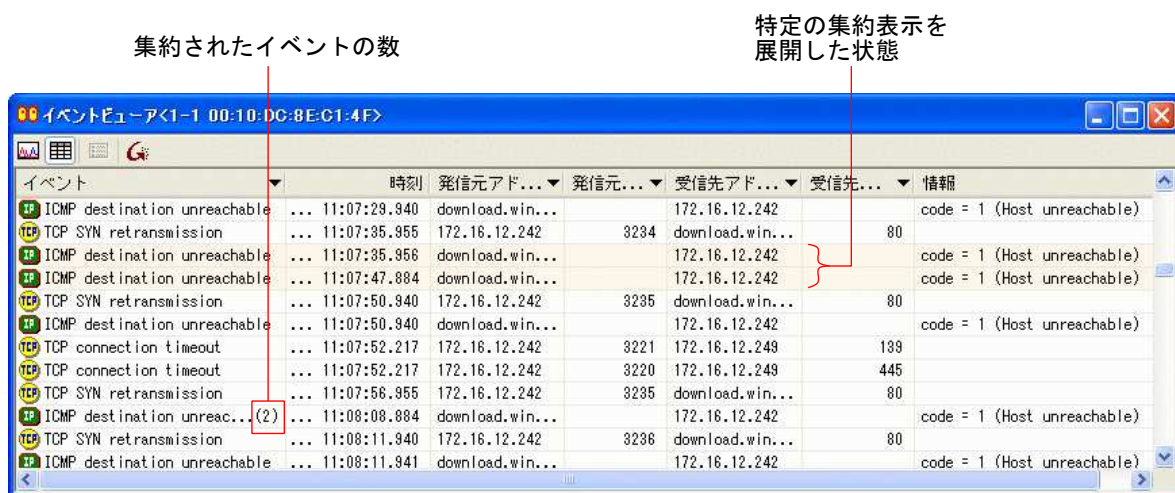 集約されたイベントの数
特定の集約表示を
展開した状態
イベントビューア<1-1 00:10:DC:8E:C1:4F>
イベント 時刻 発信元アド... 発信元... 受信先アド... 受信先... 情報
IP ICMP destination unreachable ... 11:07:29.940 download.win... 172.16.12.242 code = 1 (Host unreachable)
TCP TCP SYN retransmission ... 11:07:35.955 172.16.12.242 3234 download.win... 80
IP ICMP destination unreachable ... 11:07:35.956 download.win... 172.16.12.242 code = 1 (Host unreachable)
IP ICMP destination unreachable ... 11:07:47.884 download.win... 172.16.12.242 code = 1 (Host unreachable)
TCP TCP SYN retransmission ... 11:07:50.940 172.16.12.242 3235 download.win... 80
IP ICMP destination unreachable ... 11:07:50.940 download.win... 172.16.12.242 code = 1 (Host unreachable)
TCP TCP connection timeout ... 11:07:52.217 172.16.12.242 3221 172.16.12.249 139
TCP TCP connection timeout ... 11:07:52.217 172.16.12.242 3220 172.16.12.249 445
TCP TCP SYN retransmission ... 11:07:56.955 172.16.12.242 3235 download.win... 80
IP ICMP destination unreac...(2) ... 11:08:08.884 download.win... 172.16.12.242 code = 1 (Host unreachable)
TCP TCP SYN retransmission ... 11:08:11.940 172.16.12.242 3236 download.win... 80
IP ICMP destination unreachable ... 11:08:11.941 download.win... 172.16.12.242 code = 1 (Host unreachable)